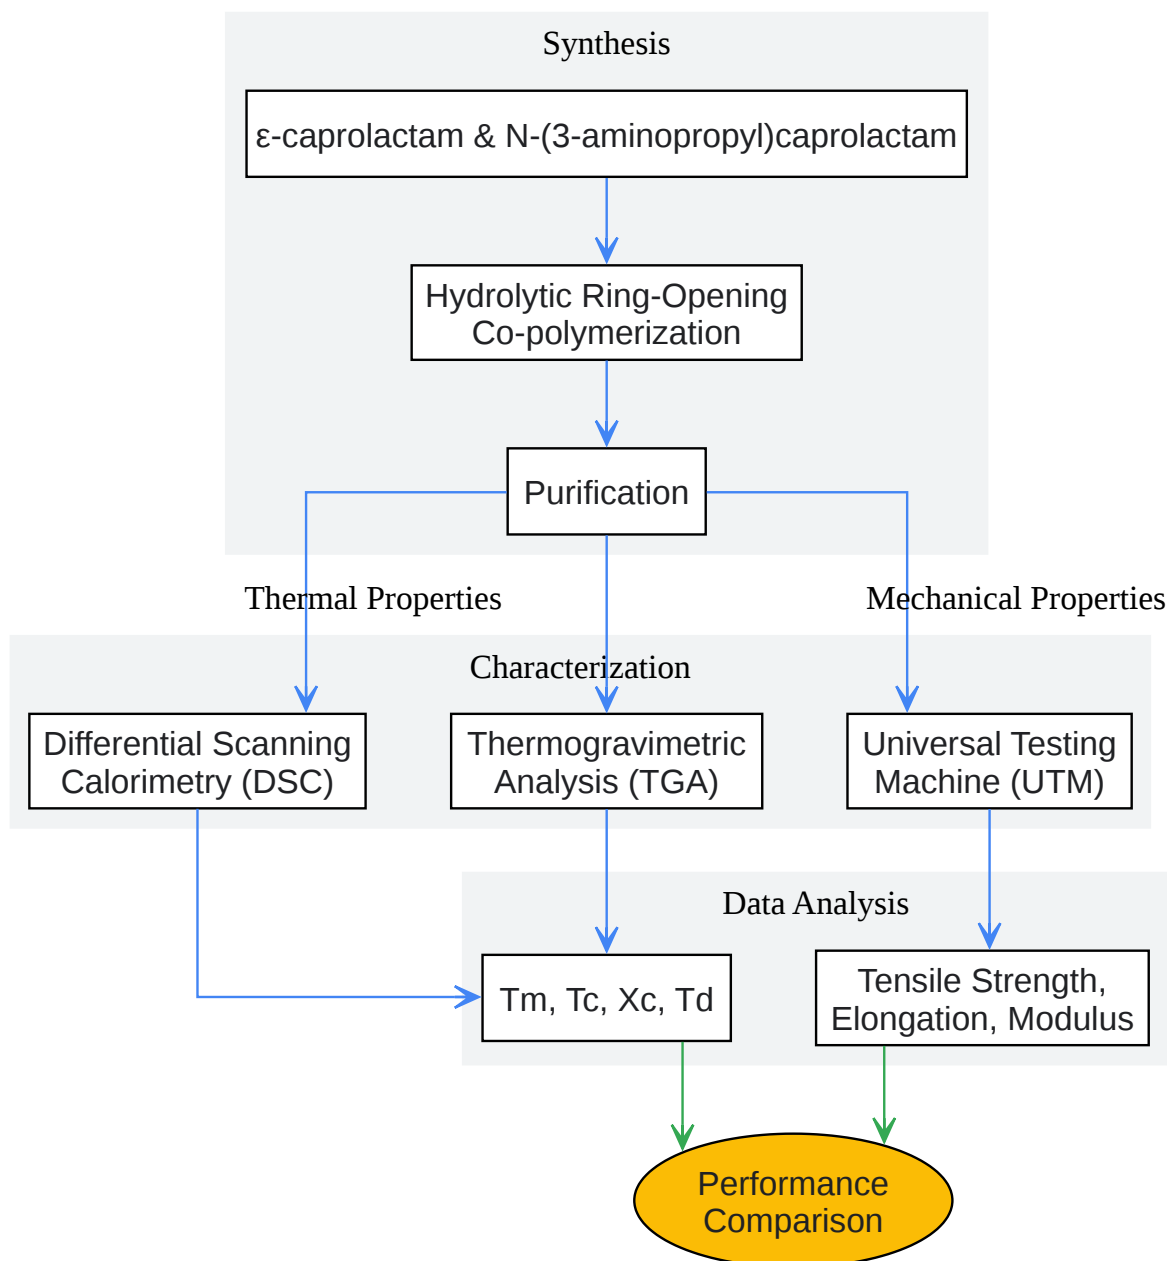 Synthesis
ε-caprolactam & N-(3-aminopropyl)caprolactam
Hydrolytic Ring-Opening
Co-polymerization
Purification
Thermal Properties
Mechanical Properties
Characterization
Differential Scanning
Calorimetry (DSC)
Thermogravimetric
Analysis (TGA)
Universal Testing
Machine (UTM)
Data Analysis
Tm, Tc, Xc, Td
Tensile Strength,
Elongation, Modulus
Performance
Comparison